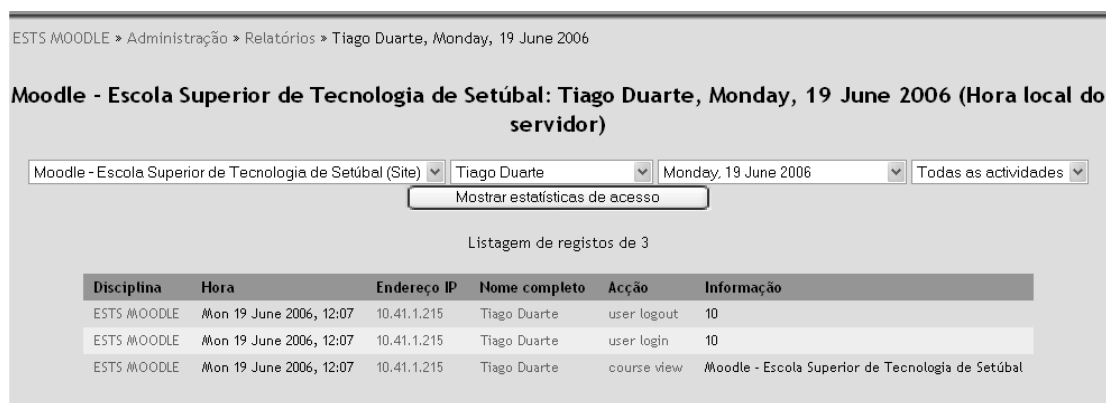 ESTS MOODLE » Administração » Relatórios » Tiago Duarte, Monday, 19 June 2006
Moodle - Escola Superior de Tecnologia de Setúbal: Tiago Duarte, Monday, 19 June 2006 (Hora local do
servidor)
Moodle - Escola Superior de Tecnologia de Setúbal (Site) Tiago Duarte Monday, 19 June 2006 Todas as actividades
Mostrar estatísticas de acesso
Listagem de registos de 3
Disciplina Hora Endereço IP Nome completo Acção Informação
ESTS MOODLE Mon 19 June 2006, 12:07 10.41.1.215 Tiago Duarte user logout 10
ESTS MOODLE Mon 19 June 2006, 12:07 10.41.1.215 Tiago Duarte user login 10
ESTS MOODLE Mon 19 June 2006, 12:07 10.41.1.215 Tiago Duarte course view Moodle - Escola Superior de Tecnologia de Setúbal